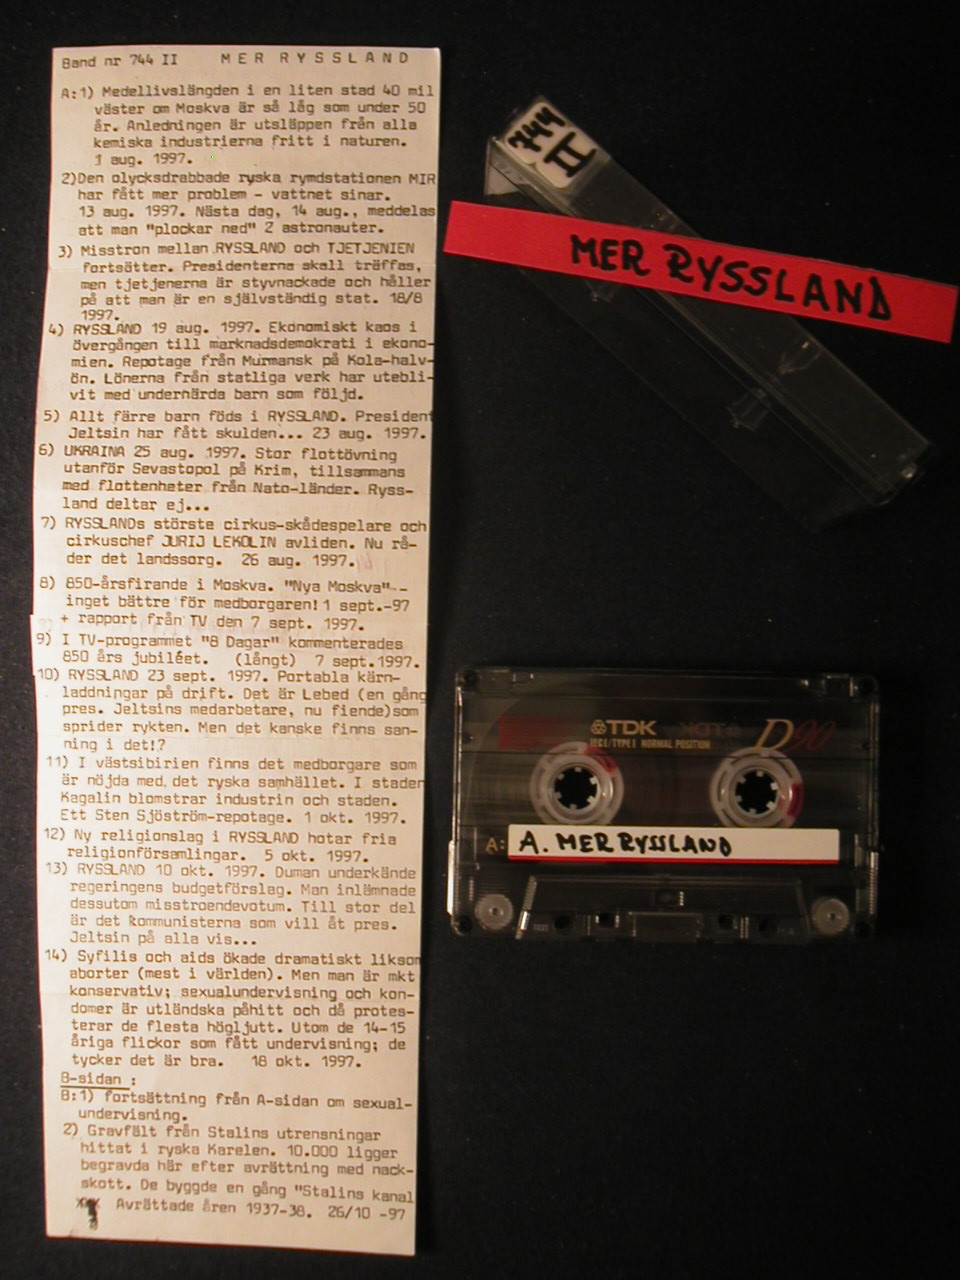 Band nr 744 II MER RYSSLAND
A:1) Medellivslängden i en liten stad 40 mil
väster om Moskva är så låg som under 50
år. Anledningen är utsläppen från alla
kemiska industrierna fritt i naturen.
1 aug. 1997.
2)Den olycksdrabbade ryska rymdstationen MIR
har fått mer problem - vattnet sinar.
13 aug. 1997. Nästa dag, 14 aug., meddelas
att man "plockar ned" 2 astronauter.
3) Misstron mellan RYSSLAND och TJETJENIEN
fortsätter. Presidenterna skall träffas,
men tjetjenerna är styvnackade och håller
på att man är en självständig stat. 18/8
1997.
4) RYSSLAND 19 aug. 1997. Ekonomiskt kaos i
övergången till marknadsdemokrati i ekono-
mien. Repotage från Murmansk på Kola-halv-
ön. Lönerna från statliga verk har utebli-
vit med undernärda barn som följd.
5) Allt färre barn föds i RYSSLAND. President
Jeltsin har fått skulden... 23 aug. 1997.
6) UKRAINA 25 aug. 1997. Stor flottövning
utanför Sevastopol på Krim, tillsammans
med flottenheter från Nato-länder. Ryss-
land deltar ej...
7) RYSSLANDs störste cirkus-skådespelare och
cirkuschef JURIJ LEKOLIN avliden. Nu rå-
der det landssorg. 26 aug. 1997.
8) 850-årsfirande i Moskva. "Nya Moskva"--
inget bättre för medborgaren! 1 sept.-97
+ rapport från TV den 7 sept. 1997.
9) I TV-programmet "8 Dagar" kommenterades
850 års jubiléet. (långt) 7 sept.1997.
10) RYSSLAND 23 sept. 1997. Portabla kärn-
laddningar på drift. Det är Lebed (en gång
pres. Jeltsins medarbetare, nu fiende)som
sprider rykten. Men det kanske finns san-
ning i det!?
11) I västsibirien finns det medborgare som
är nöjda med det ryska samhället. I staden
Kagalin blomstrar industrin och staden.
Ett Sten Sjöström-repotage. 1 okt. 1997.
12) Ny religionslag i RYSSLAND hotar fria
religionförsamlingar. 5 okt. 1997.
13) RYSSLAND 10 okt. 1997. Duman underkände
regeringens budgetförslag. Man inlämnade
dessutom misstroendevotum. Till stor del
är det kommunisterna som vill åt pres.
Jeltsin på alla vis...
14) Syfilis och aids ökade dramatiskt liksom
aborter (mest i världen). Men man är mkt
konservativ; sexualundervisning och kon-
domer är utländska påhitt och då protes-
terar de flesta högljutt. Utom de 14-15
åriga flickor som fått undervisning; de
tycker det är bra. 18 okt. 1997.
B-sidan :
B:1) fortsättning från A-sidan om sexual-
undervisning.
2) Gravfält från Stalins utrensningar
hittat i ryska Karelen. 10.000 ligger
begravda här efter avrättning med nack-
skott. De byggde en gång "Stalins kanal
Avrättade åren 1937-38. 26/10 -97
744
II
MER RYSSLAND
TDK D90
IECI/TYPE I NORMAL POSITION
A: A. MER RYSSLAND